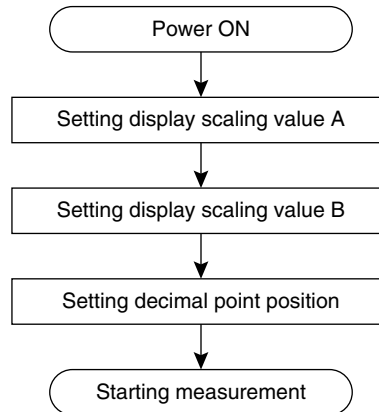 Power ON
Setting display scaling value A
Setting display scaling value B
Setting decimal point position
Starting measurement